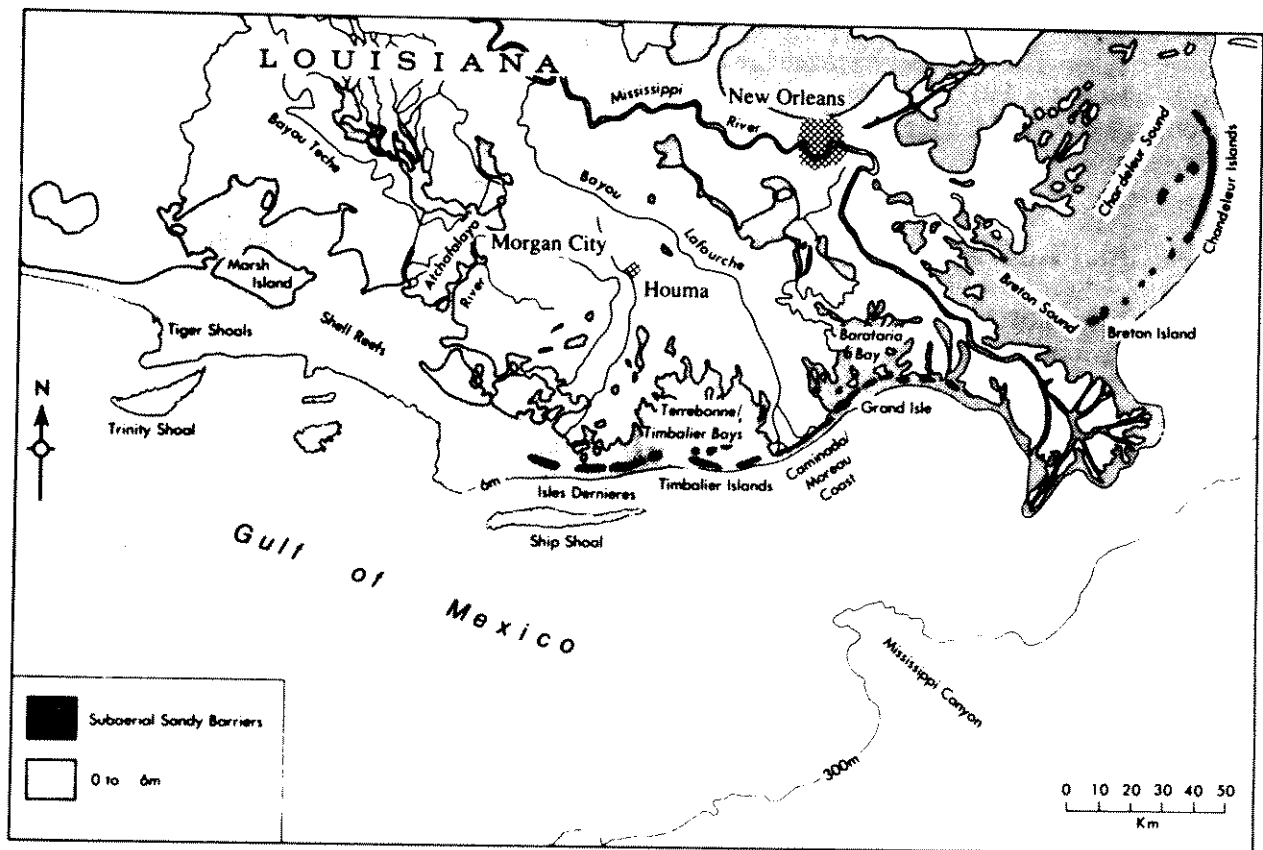 LOUISIANA
Mississippi
River
New Orleans
Bayou Teche
Bayou
Lafourche
Chandeleur Sound
Chandeleur Islands
Atchafalaya
River
Morgan City
Houma
Marsh
Island
Breton Sound
Breton Island
Shell Reefs
Tiger Shoals
Barataria
Bay
N
Trinity Shoal
Terrebonne/
Timbalier Bays
Grand Isle
Caminada/
Moreau
Coast
6m
Isles Dernieres
Timbalier Islands
Ship Shoal
Gulf of Mexico
Mississippi Canyon
300m
Subaerial Sandy Barriers
0 to 6m
0 10 20 30 40 50
Km